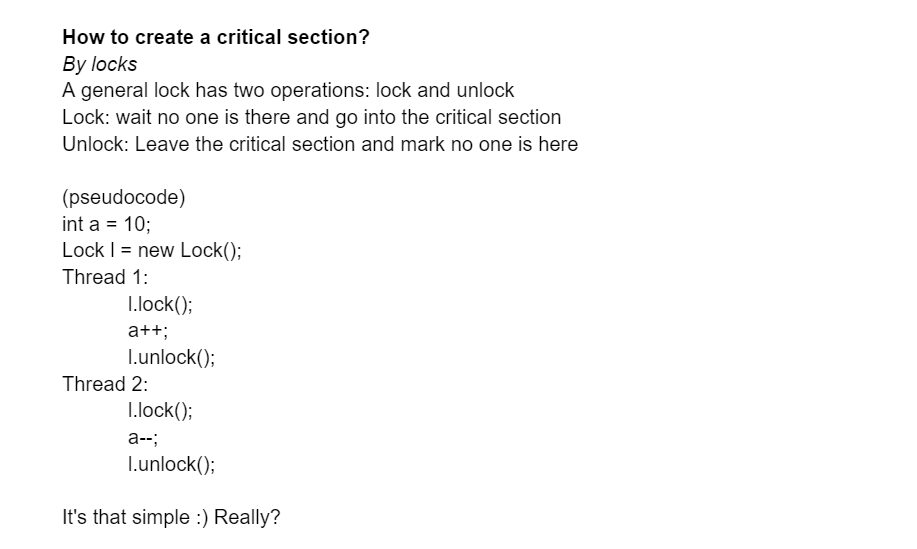 How to create a critical section?
By locks
A general lock has two operations: lock and unlock
Lock: wait no one is there and go into the critical section
Unlock: Leave the critical section and mark no one is here
(pseudocode)
int a = 10;
Lock l = new Lock();
Thread 1:
l.lock();
a++;
l.unlock();
Thread 2:
l.lock();
a--;
l.unlock();
It's that simple :) Really?